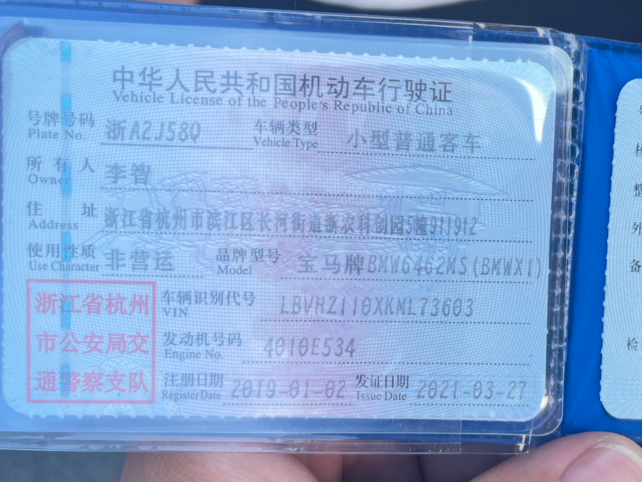 中华人民共和国机动车行驶证
Vehicle License of the People's Republic of China
号牌号码 浙A2J58Q 车辆类型 小型普通客车
Plate No. Vehicle Type
所有人 李智
Owner
住址 浙江省杭州市滨江区长河街道浙农科创园5幢911912
Address
使用性质 非营运 品牌型号 宝马牌BMW6462MS(BMWX1)
Use Character Model
浙江省杭州 车辆识别代号 LBVHZ110XKML73603
VIN
市公安局交 发动机号码 4010E534
Engine No.
通警察支队 注册日期 2019-01-02 发证日期 2021-03-27
Register Date Issue Date
整
外
备
检